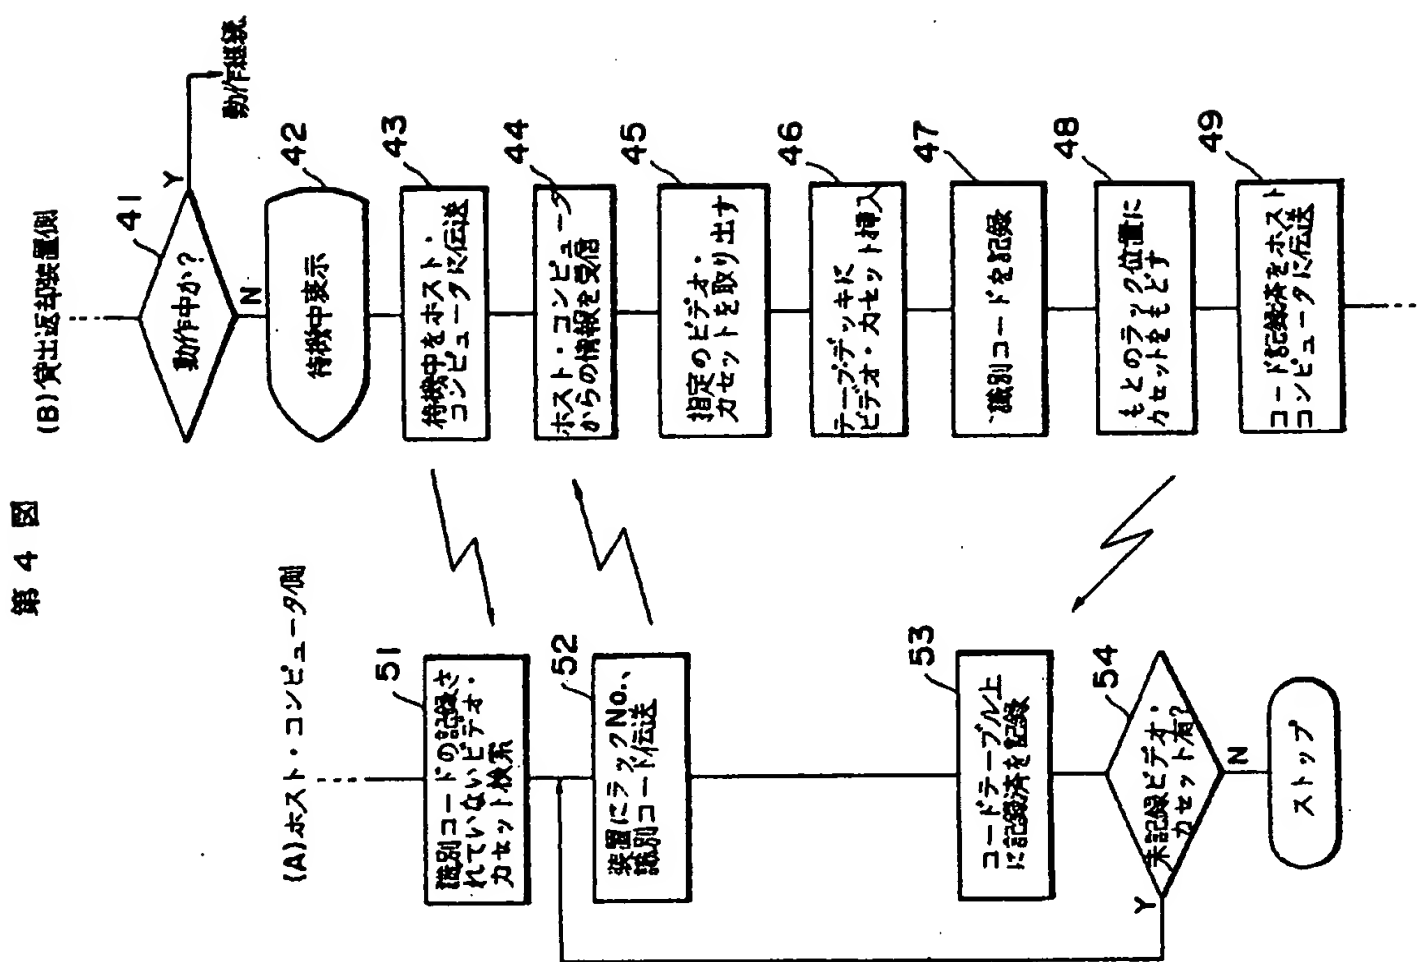 第 4 図
(A)ホスト・コンピュータ側
51
識別コードの記録さ
れていないビデオ・
カセット検索
52
装置にラックNo.、
識別コード伝送
53
コードテーブル上
に記録済を記録
54
未記録ビデオ・
カセット有?
Y
N
ストップ
(B)貸出返却装置側
41
動作中か?
Y
動作継続
N
42
待機中表示
43
待機中をホスト・
コンピュータに伝送
44
ホスト・コンピュータ
からの情報を受信
45
指定のビデオ・
カセットを取り出す
46
テープデッキに
ビデオ・カセット挿入
47
識別コードを記録
48
もとのラック位置に
カセットをもどす
49
コード記録済をホスト
コンピュータに伝送